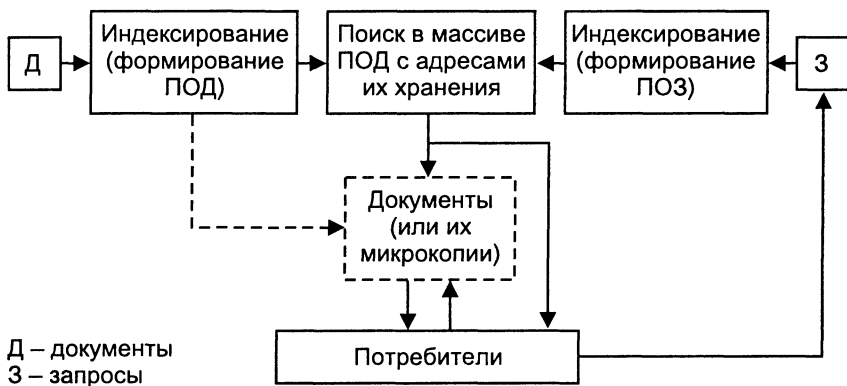 Д
Индексирование
(формирование
ПОД)
Поиск в массиве
ПОД с адресами
их хранения
Индексирование
(формирование
ПОЗ)
З
Документы
(или их
микрокопии)
Потребители
Д – документы
З – запросы